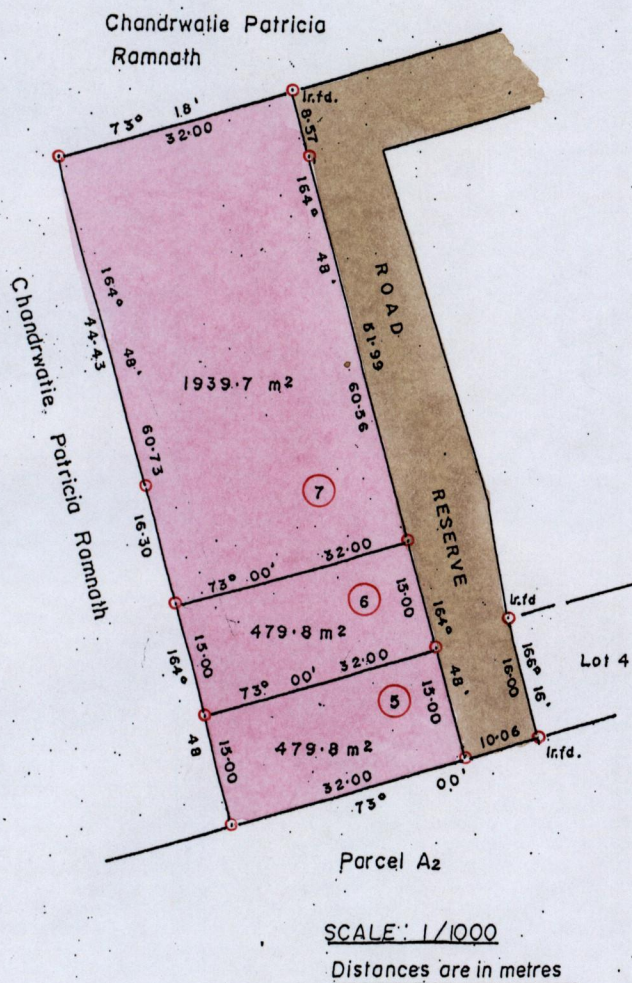 Chandrwatie Patricia
Ramnath
Ir.fd.
73° 18'
32.00
8.57
164° 48'
ROAD
51.99
60.56
164° 48'
44.43
Chandrwatie Patricia Ramnath
1939.7 m²
60.73
7
16.30
RESERVE
73° 00' 32.00
6
15.00
15.00
164° 48'
479.8 m²
Ir.fd
164° 48
73° 00' 32.00
166° 16'
16.00
Lot 4
5
15.00
15.00
479.8 m²
10.06
Ir.fd.
32.00
73° 00'
Parcel A2
SCALE: 1/1000
Distances are in metres